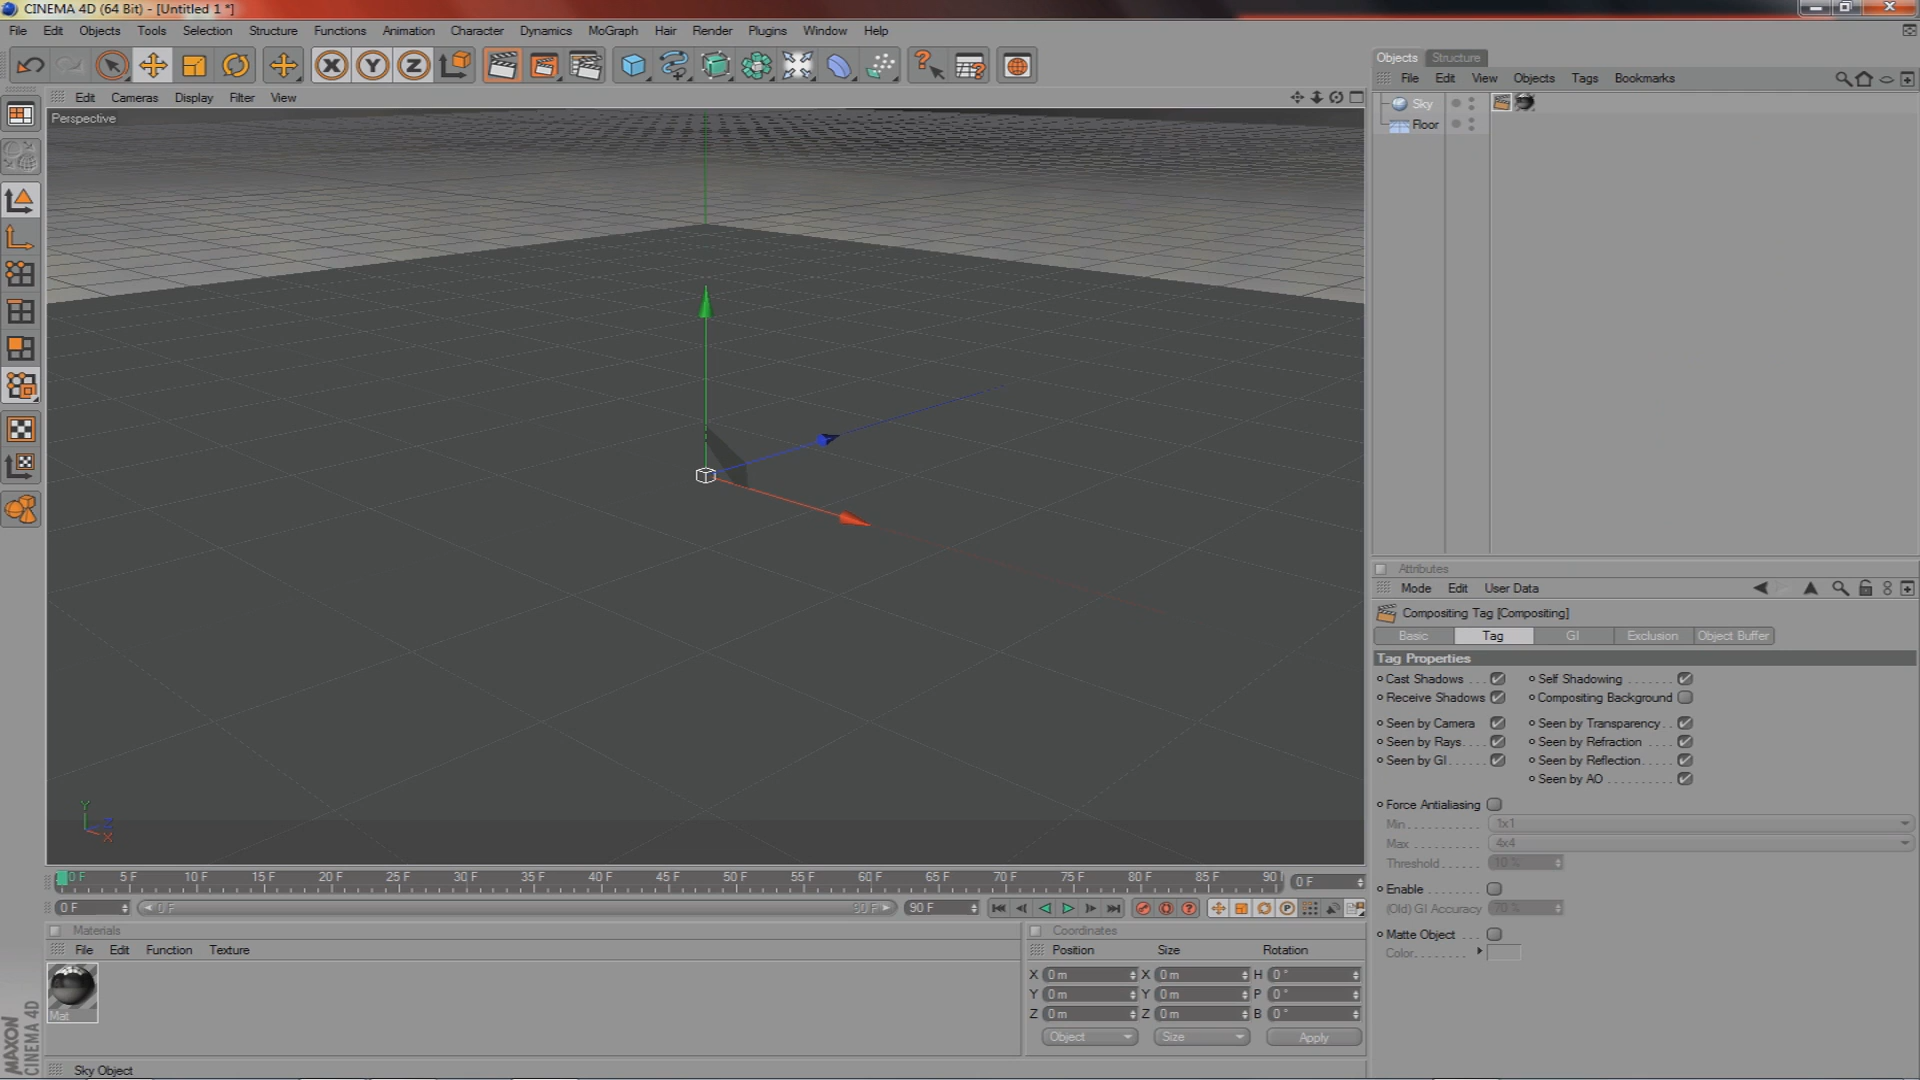 CINEMA 4D (64 Bit) - [Untitled 1 *]
File Edit Objects Tools Selection Structure Functions Animation Character Dynamics MoGraph Hair Render Plugins Window Help
Objects Structure
File Edit View Objects Tags Bookmarks
Edit Cameras Display Filter View
Perspective
Sky
Floor
Y
Z
X
Attributes
Mode Edit User Data
Compositing Tag [Compositing]
Basic Tag GI Exclusion Object Buffer
Tag Properties
Cast Shadows Self Shadowing
Receive Shadows Compositing Background
Seen by Camera Seen by Transparency
Seen by Rays Seen by Refraction
Seen by GI Seen by Reflection
Seen by AO
Force Antialiasing
Min 1x1
Max 4x4
Threshold 10 %
Enable
(Old) GI Accuracy 70 %
Matte Object
Color
0 F 5 F 10 F 15 F 20 F 25 F 30 F 35 F 40 F 45 F 50 F 55 F 60 F 65 F 70 F 75 F 80 F 85 F 90 0 F
0 F 0 F 90 F 90 F
Materials
File Edit Function Texture
Mat
Coordinates
Position Size Rotation
X 0 m X 0 m H 0 °
Y 0 m Y 0 m P 0 °
Z 0 m Z 0 m B 0 °
Object Size Apply
MAXON
CINEMA 4D
Sky Object